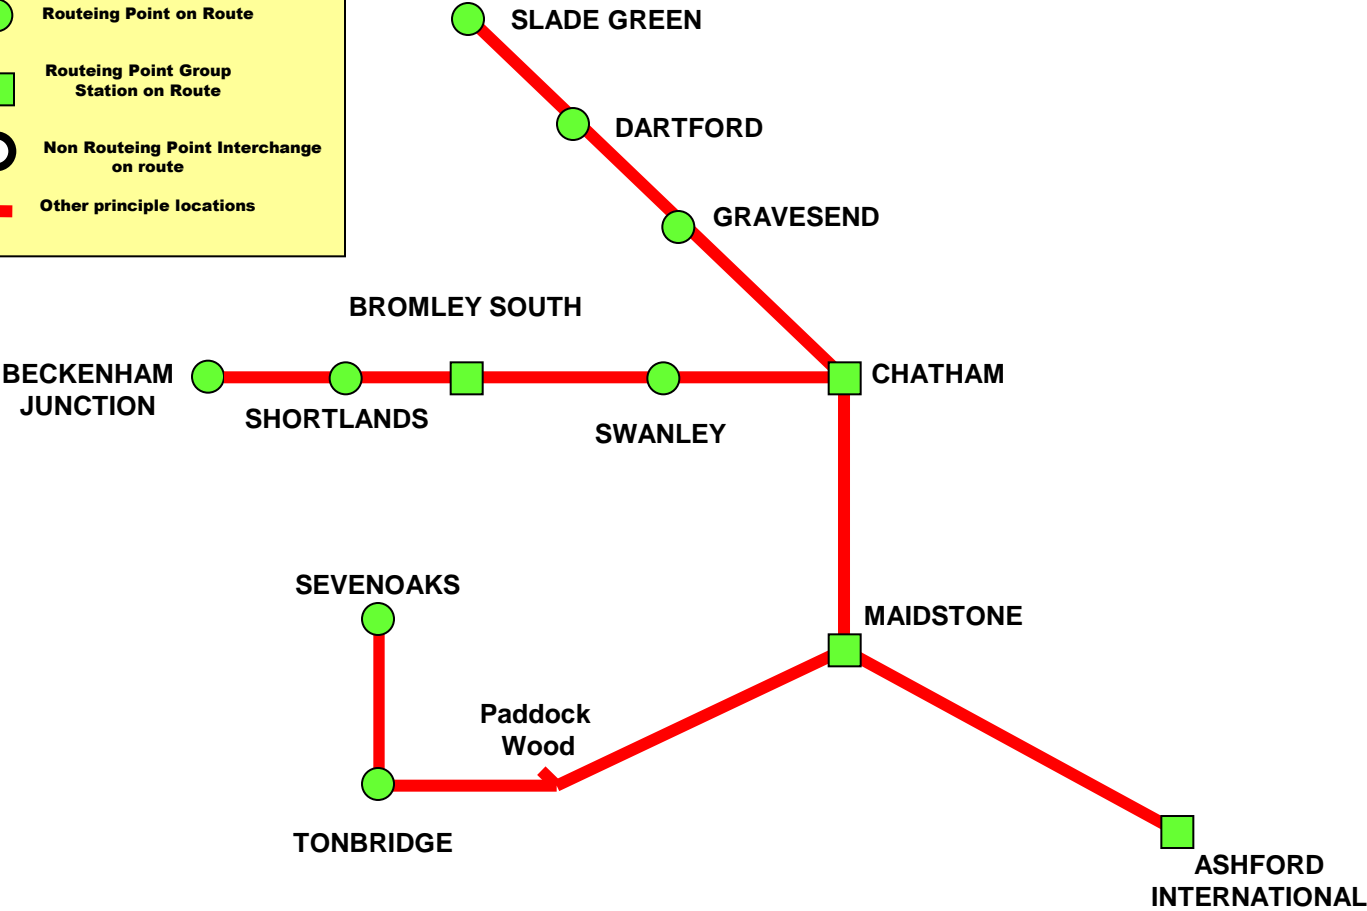 Routeing Point on Route
Routeing Point Group
Station on Route
Non Routeing Point Interchange
on route
Other principle locations
SLADE GREEN
DARTFORD
GRAVESEND
BROMLEY SOUTH
BECKENHAM
JUNCTION
SHORTLANDS
SWANLEY
CHATHAM
SEVENOAKS
MAIDSTONE
Paddock
Wood
TONBRIDGE
ASHFORD
INTERNATIONAL